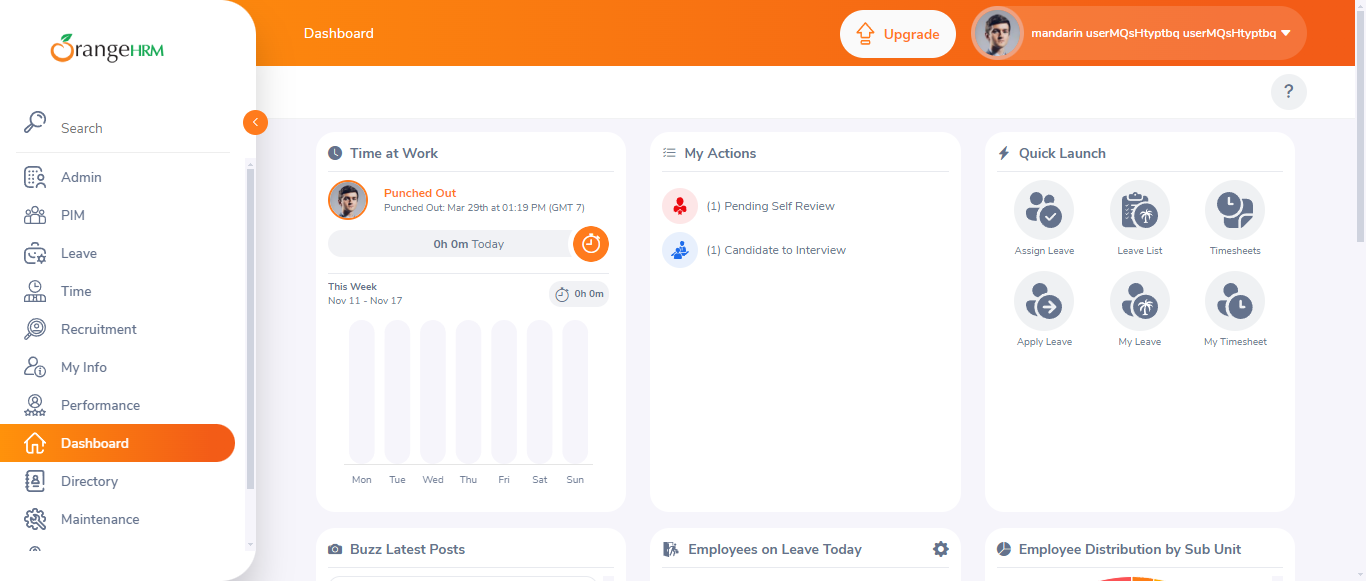 OrangeHRM
Search
Admin
PIM
Leave
Time
Recruitment
My Info
Performance
Dashboard
Directory
Maintenance
Dashboard
Upgrade
mandarin userMQsHtyptbq userMQsHtyptbq
?
Time at Work
Punched Out
Punched Out: Mar 29th at 01:19 PM (GMT 7)
0h 0m Today
This Week
Nov 11 - Nov 17
0h 0m
Mon Tue Wed Thu Fri Sat Sun
My Actions
(1) Pending Self Review
(1) Candidate to Interview
Quick Launch
Assign Leave Leave List Timesheets
Apply Leave My Leave My Timesheet
Buzz Latest Posts
Employees on Leave Today
Employee Distribution by Sub Unit